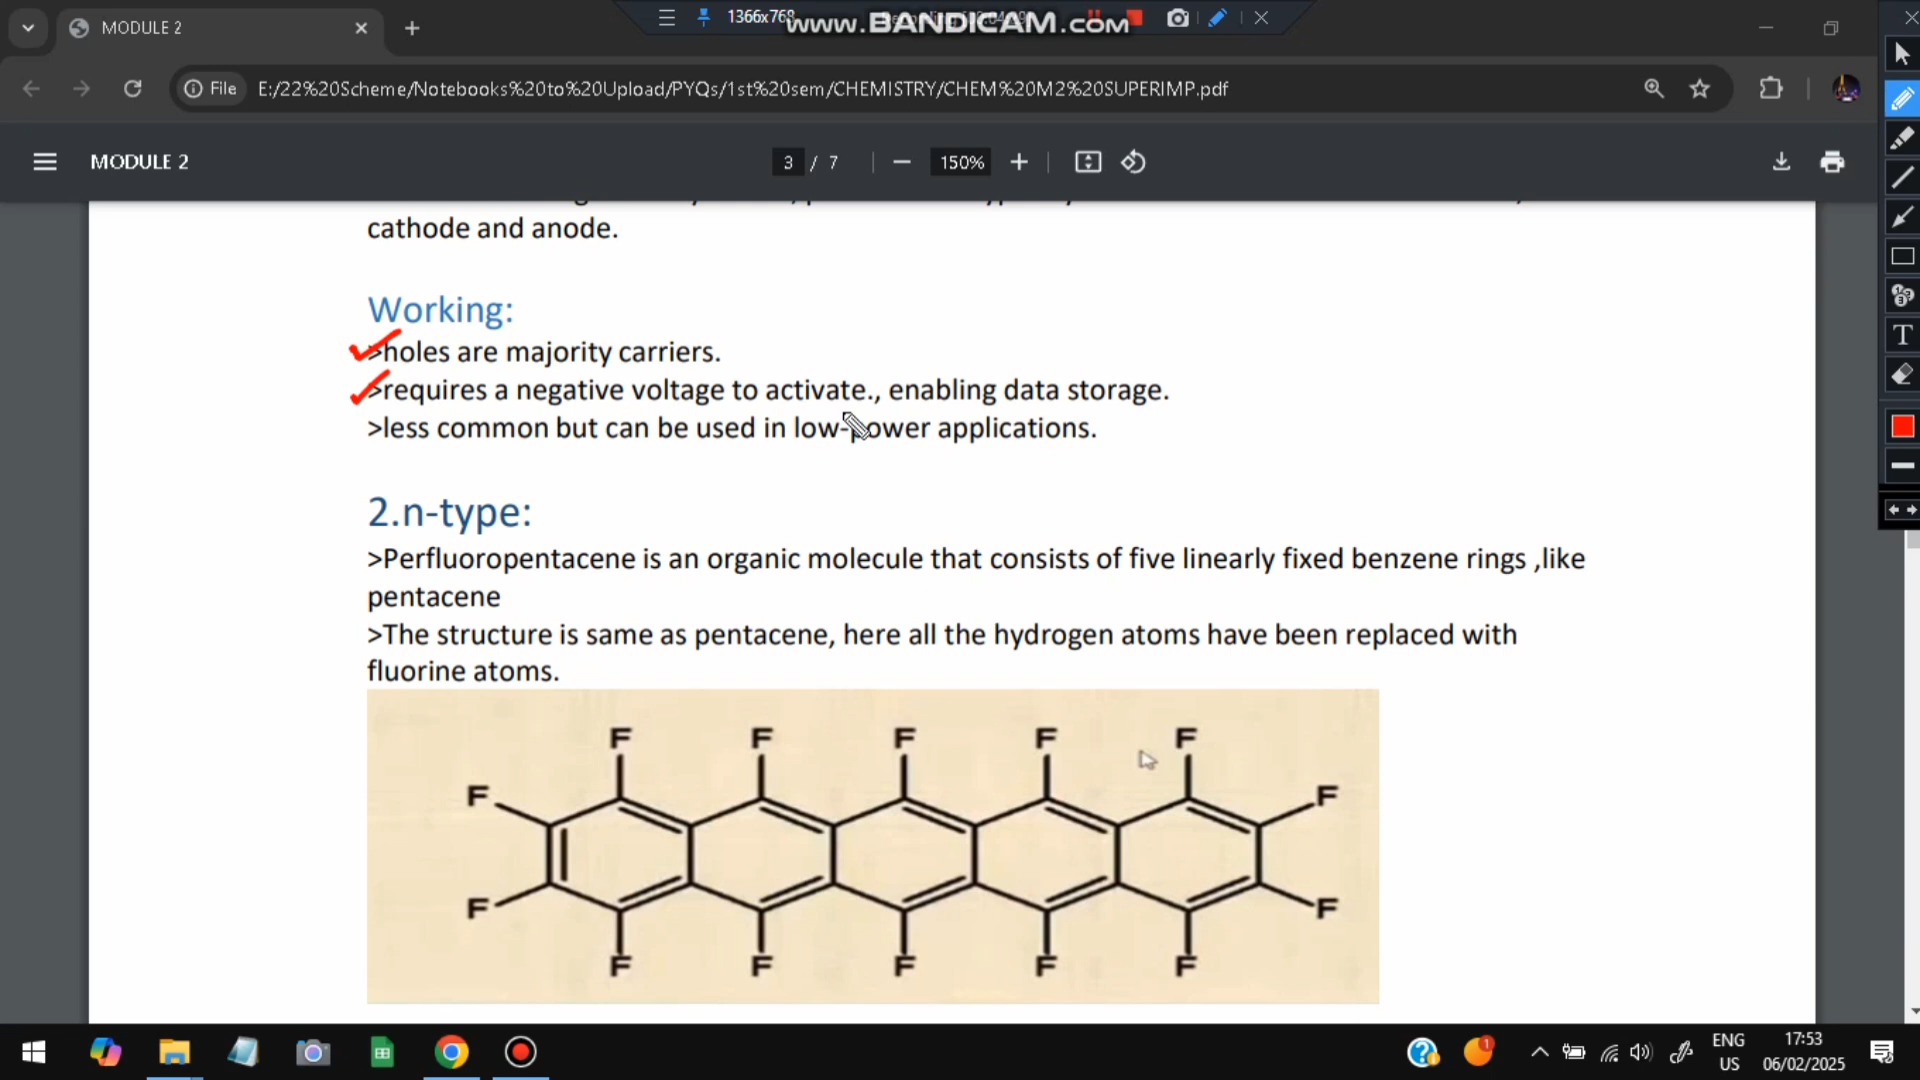 MODULE 2
1366x768
www.BANDICAM.com
File
E:/22%20Scheme/Notebooks%20to%20Upload/PYQs/1st%20sem/CHEMISTRY/CHEM%20M2%20SUPERIMP.pdf
MODULE 2
3 / 7
150%
cathode and anode.
Working:
>holes are majority carriers.
>requires a negative voltage to activate., enabling data storage.
>less common but can be used in low-power applications.
2.n-type:
>Perfluoropentacene is an organic molecule that consists of five linearly fixed benzene rings ,like
pentacene
>The structure is same as pentacene, here all the hydrogen atoms have been replaced with
fluorine atoms.
F F F F F
F F
F F
F F F F F
ENG
US
17:53
06/02/2025